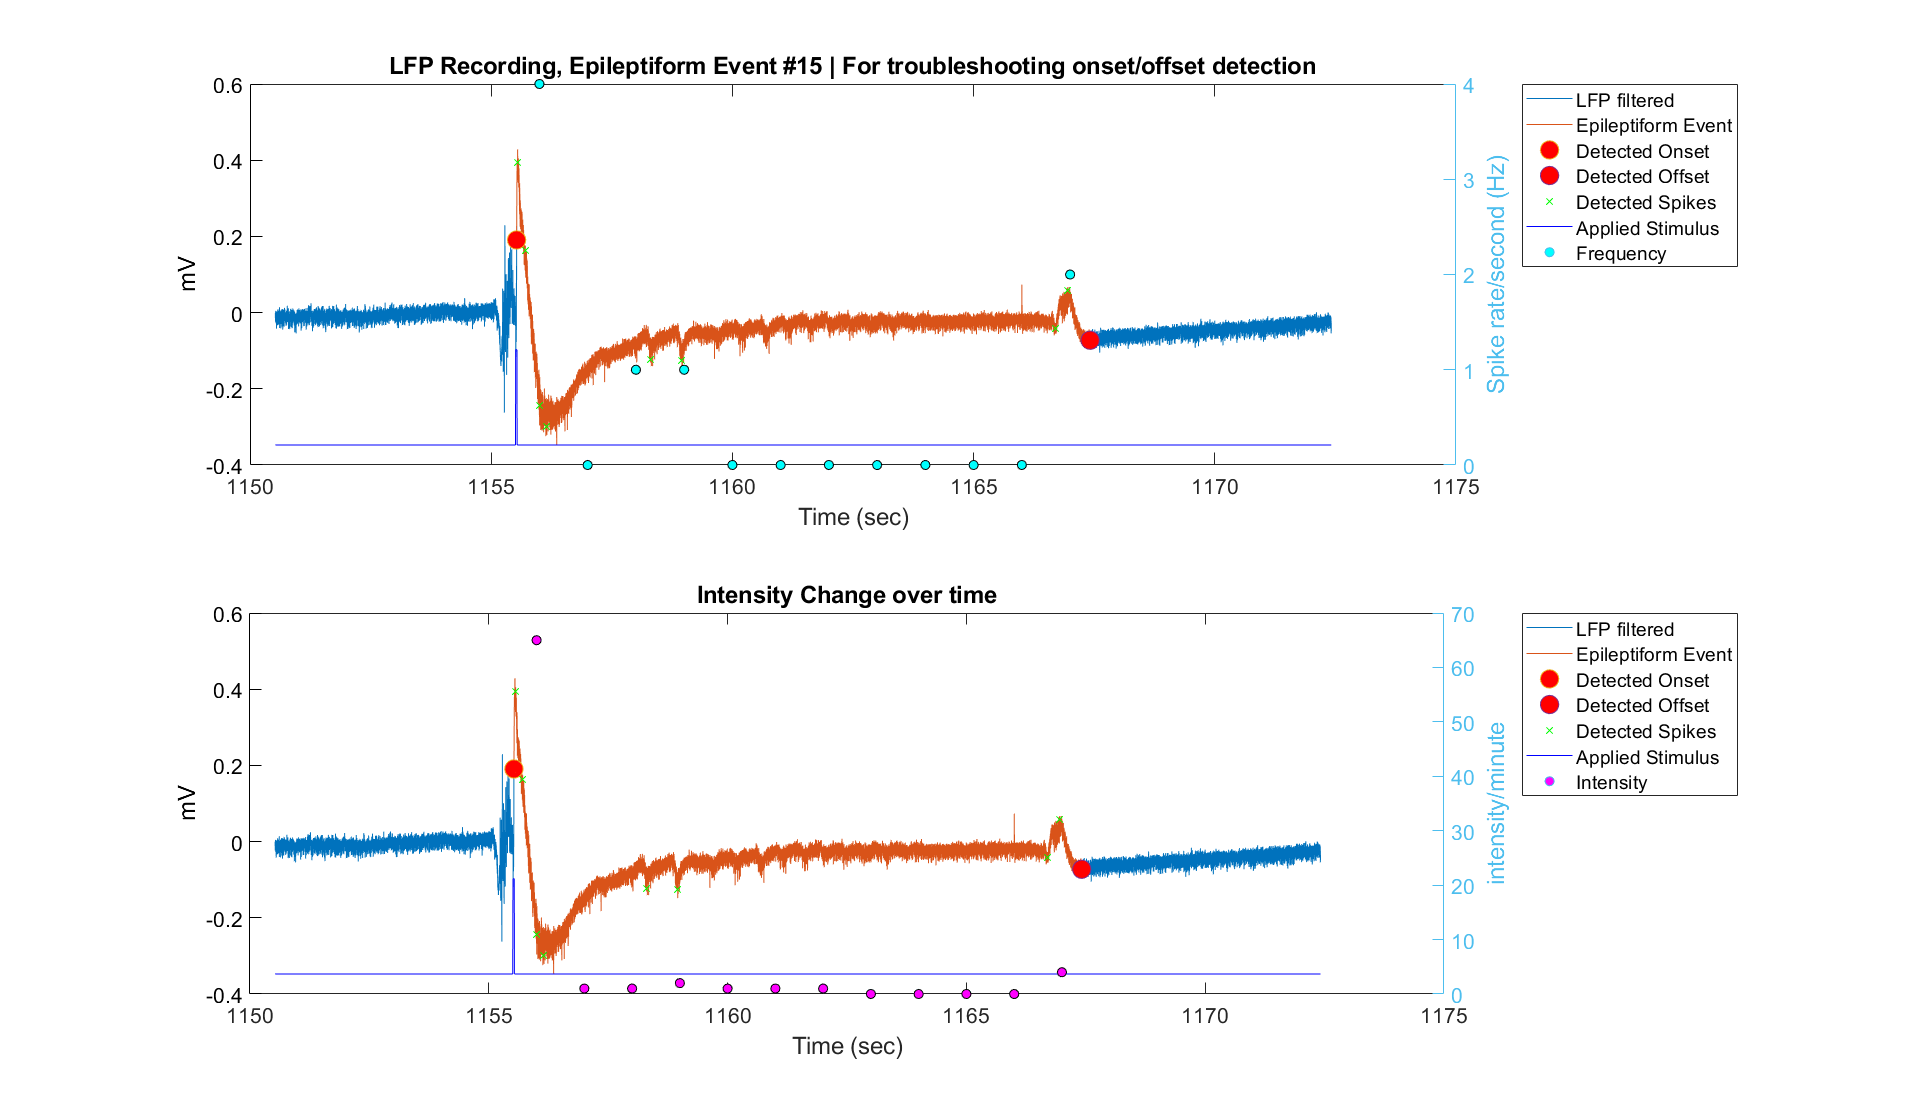 LFP Recording, Epileptiform Event #15 | For troubleshooting onset/offset detection
0.6
0.4
0.2
0
-0.2
-0.4
mV
1150
1155
1160
1165
1170
1175
Time (sec)
4
3
2
1
0
Spike rate/second (Hz)
LFP filtered
Epileptiform Event
Detected Onset
Detected Offset
Detected Spikes
Applied Stimulus
Frequency
Intensity Change over time
0.6
0.4
0.2
0
-0.2
-0.4
mV
1150
1155
1160
1165
1170
1175
Time (sec)
70
60
50
40
30
20
10
0
intensity/minute
LFP filtered
Epileptiform Event
Detected Onset
Detected Offset
Detected Spikes
Applied Stimulus
Intensity